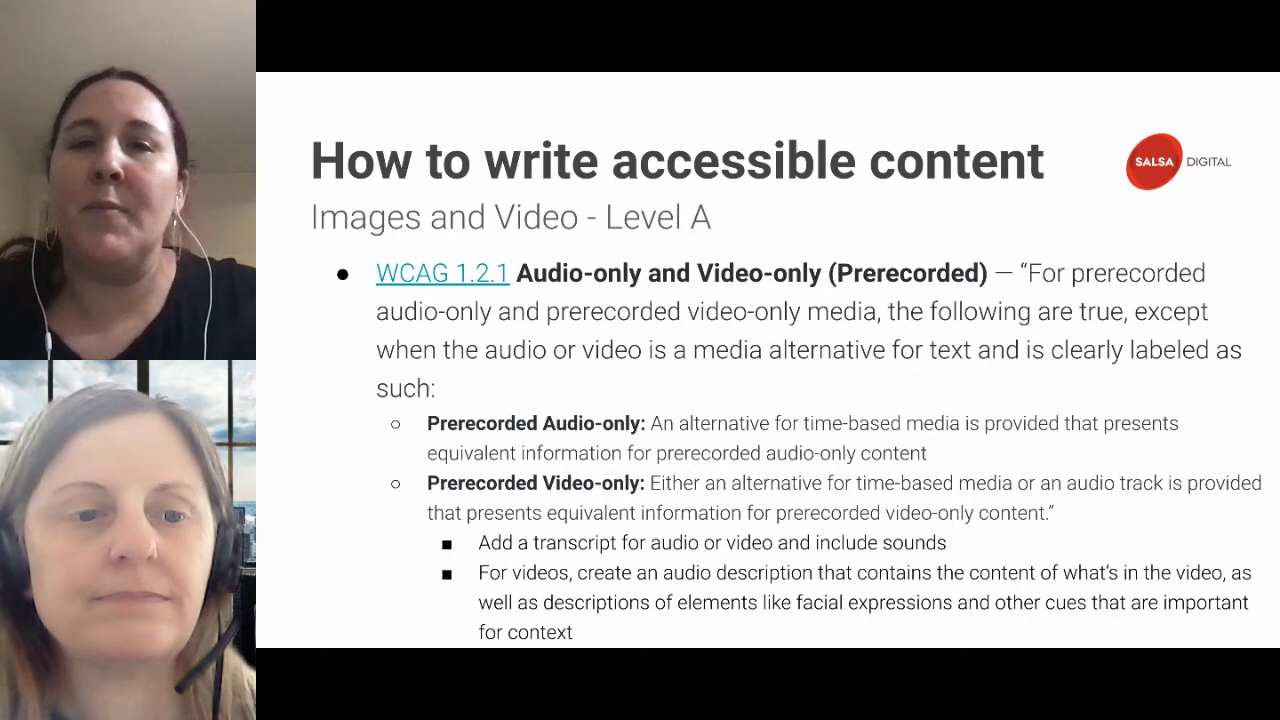 How to write accessible content
SALSA DIGITAL
Images and Video - Level A
● WCAG 1.2.1 Audio-only and Video-only (Prerecorded) — “For prerecorded
audio-only and prerecorded video-only media, the following are true, except
when the audio or video is a media alternative for text and is clearly labeled as
such:
○ Prerecorded Audio-only: An alternative for time-based media is provided that presents
equivalent information for prerecorded audio-only content
○ Prerecorded Video-only: Either an alternative for time-based media or an audio track is provided
that presents equivalent information for prerecorded video-only content.”
■ Add a transcript for audio or video and include sounds
■ For videos, create an audio description that contains the content of what’s in the video, as
well as descriptions of elements like facial expressions and other cues that are important
for context